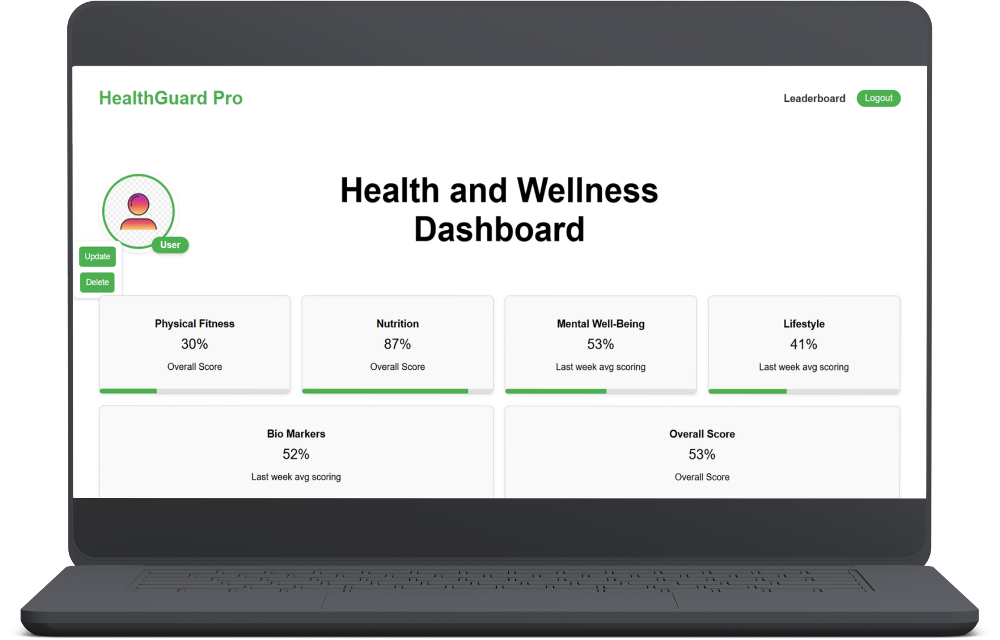 HealthGuard Pro
Leaderboard
Logout
Health and Wellness
Dashboard
User
Update
Delete
Physical Fitness
30%
Overall Score
Nutrition
87%
Overall Score
Mental Well-Being
53%
Last week avg scoring
Lifestyle
41%
Last week avg scoring
Bio Markers
52%
Last week avg scoring
Overall Score
53%
Overall Score